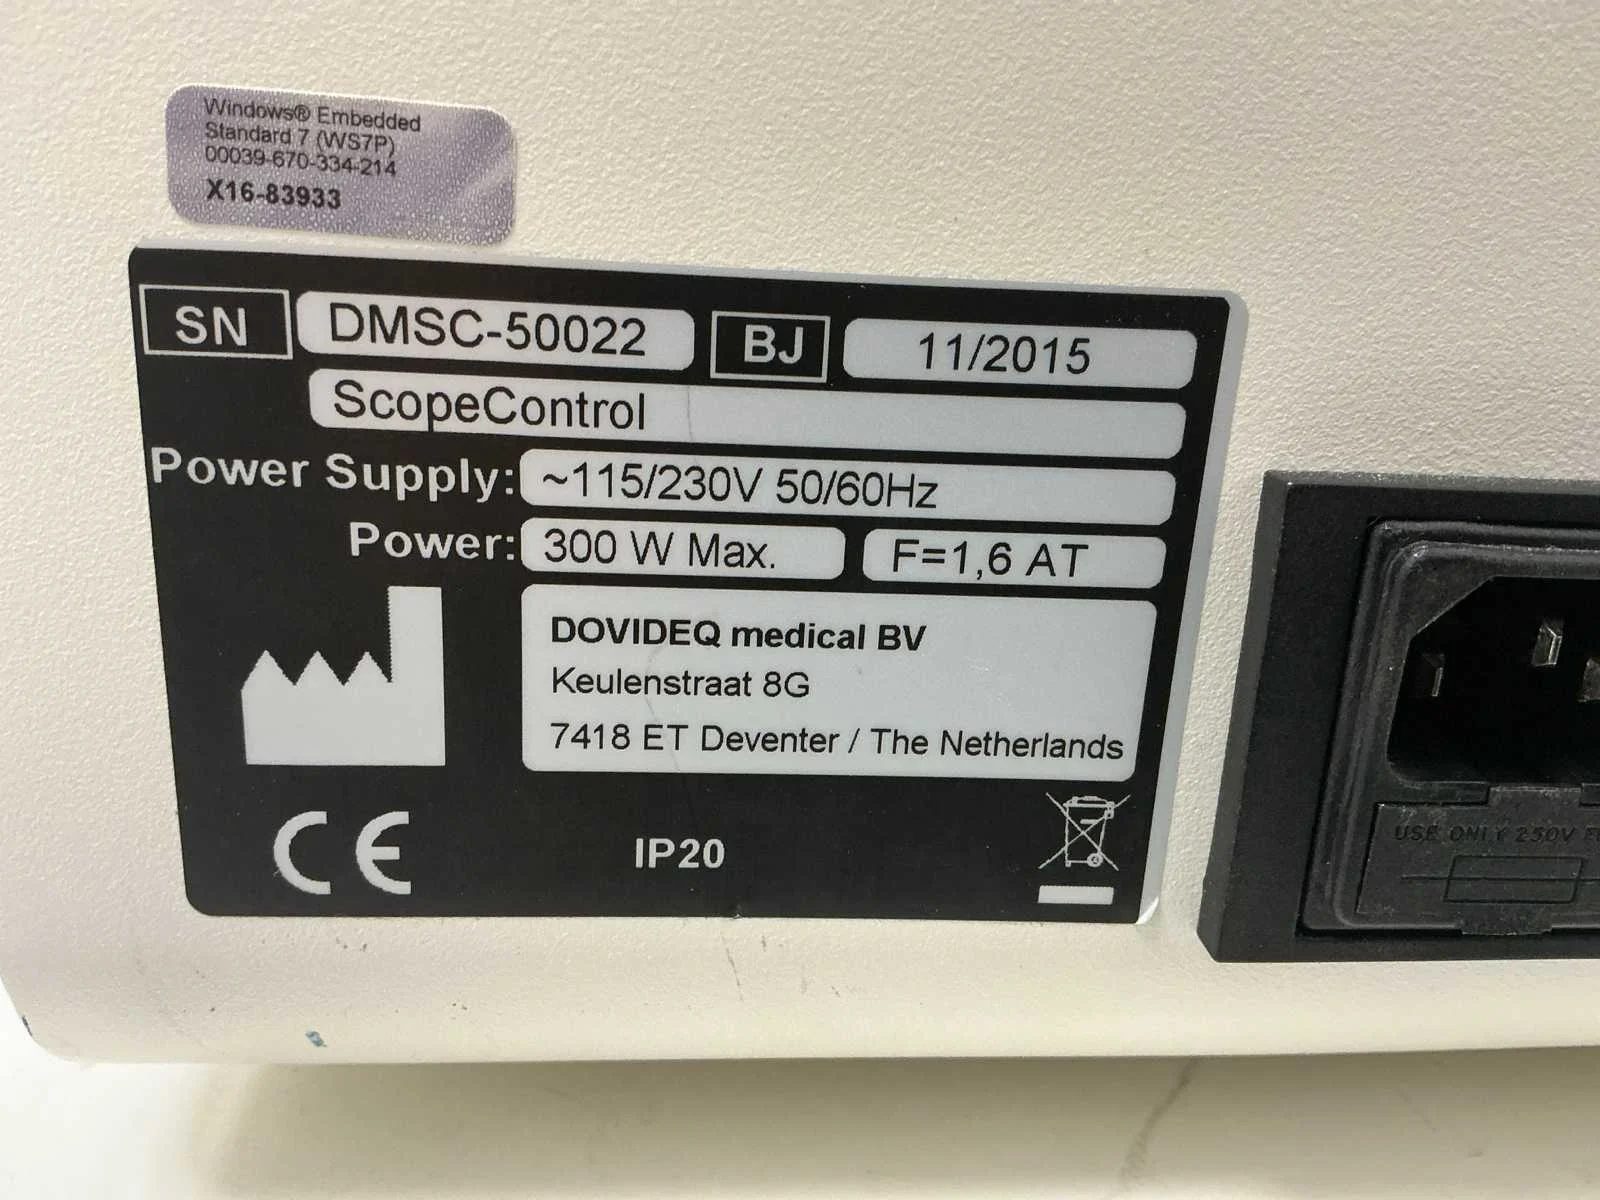 Windows® Embedded
Standard 7 (WS7P)
00039-670-334-214
X16-83933
SN DMSC-50022 BJ 11/2015
ScopeControl
Power Supply: ~115/230V 50/60Hz
Power: 300 W Max. F=1,6 AT
DOVIDEQ medical BV
Keulenstraat 8G
7418 ET Deventer / The Netherlands
CE IP20
USE ONLY 250V